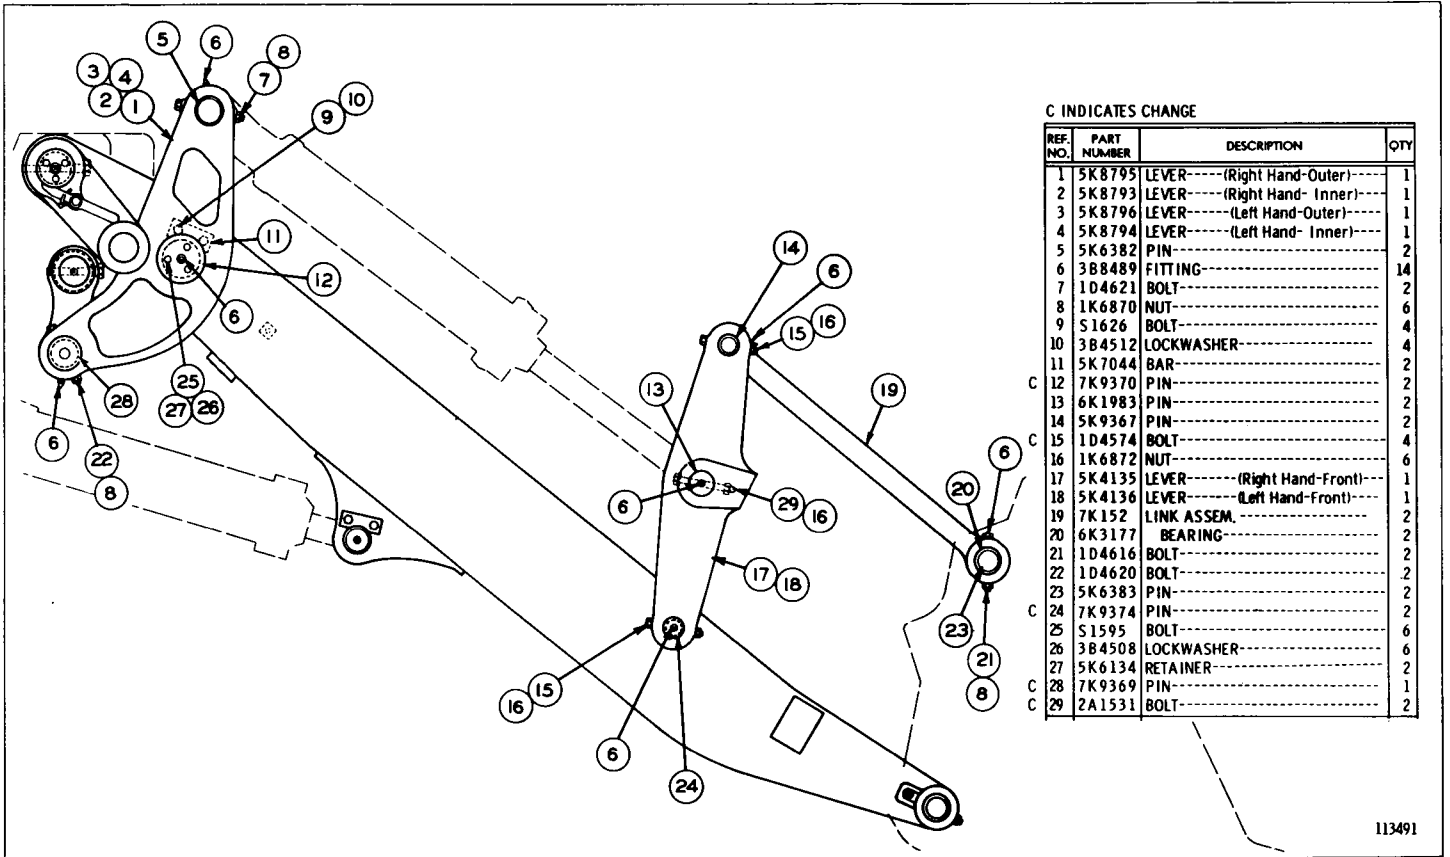 5
6
8
7
3
4
2
1
9
10
11
12
6
25
27
26
28
6
22
8
14
6
15
16
13
19
6
29
16
20
6
17
18
23
21
8
15
16
6
24
C INDICATES CHANGE
REF. NO. PART NUMBER DESCRIPTION QTY
1 5K8795 LEVER-----(Right Hand-Outer)----- 1
2 5K8793 LEVER-----(Right Hand- Inner)---- 1
3 5K8796 LEVER------(Left Hand-Outer)---- 1
4 5K8794 LEVER------(Left Hand- Inner)---- 1
5 5K6382 PIN------------------------------ 2
6 3B8489 FITTING-------------------------- 14
7 1D4621 BOLT----------------------------- 2
8 1K6870 NUT------------------------------ 6
9 S1626 BOLT----------------------------- 4
10 3B4512 LOCKWASHER----------------------- 4
11 5K7044 BAR------------------------------ 2
C 12 7K9370 PIN------------------------------ 2
13 6K1983 PIN------------------------------ 2
14 5K9367 PIN------------------------------ 2
C 15 1D4574 BOLT----------------------------- 4
16 1K6872 NUT------------------------------ 6
17 5K4135 LEVER------(Right Hand-Front)---- 1
18 5K4136 LEVER------(Left Hand-Front)---- 1
19 7K152 LINK ASSEM. ------------------ 2
20 6K3177 BEARING----------------------- 2
21 1D4616 BOLT----------------------------- 2
22 1D4620 BOLT----------------------------- 2
23 5K6383 PIN------------------------------ 2
C 24 7K9374 PIN------------------------------ 2
25 S1595 BOLT----------------------------- 6
26 3B4508 LOCKWASHER----------------------- 6
27 5K6134 RETAINER------------------------- 2
C 28 7K9369 PIN------------------------------ 1
C 29 2A1531 BOLT----------------------------- 2
113491